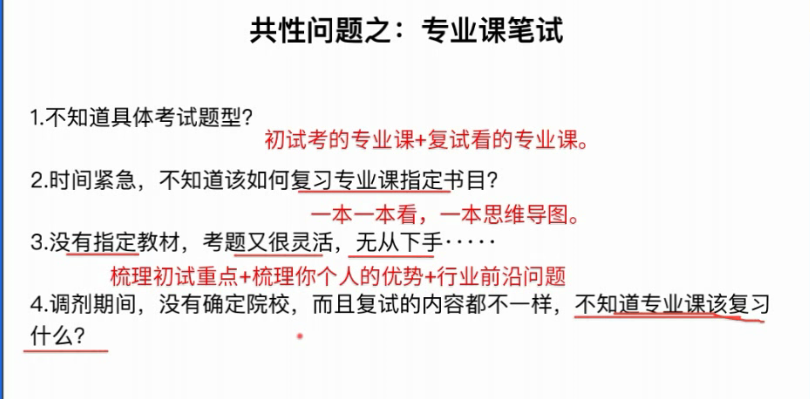 共性问题之：专业课笔试
1.不知道具体考试题型?
初试考的专业课+复试看的专业课。
2.时间紧急，不知道该如何复习专业课指定书目?
一本一本看，一本思维导图。
3.没有指定教材，考题又很灵活，无从下手·····
梳理初试重点+梳理你个人的优势+行业前沿问题
4.调剂期间，没有确定院校，而且复试的内容都不一样，不知道专业课该复习
什么?